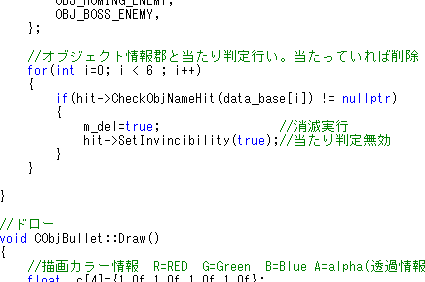 OBJ_HOMING_ENEMY,
OBJ_BOSS_ENEMY,
};
//オブジェクト情報郡と当たり判定行い。当たっていれば削除
for(int i=0; i < 6 ; i++)
{
if(hit->CheckObjNameHit(data_base[i]) != nullptr)
{
m_del=true; //消滅実行
hit->SetInvincibility(true);//当たり判定無効
}
}
}
//ドロー
void CObjBullet::Draw()
{
//描画カラー情報 R=RED G=Green B=Blue A=alpha(透過情報
float c[4]={1.0f,1.0f,1.0f,1.0f};